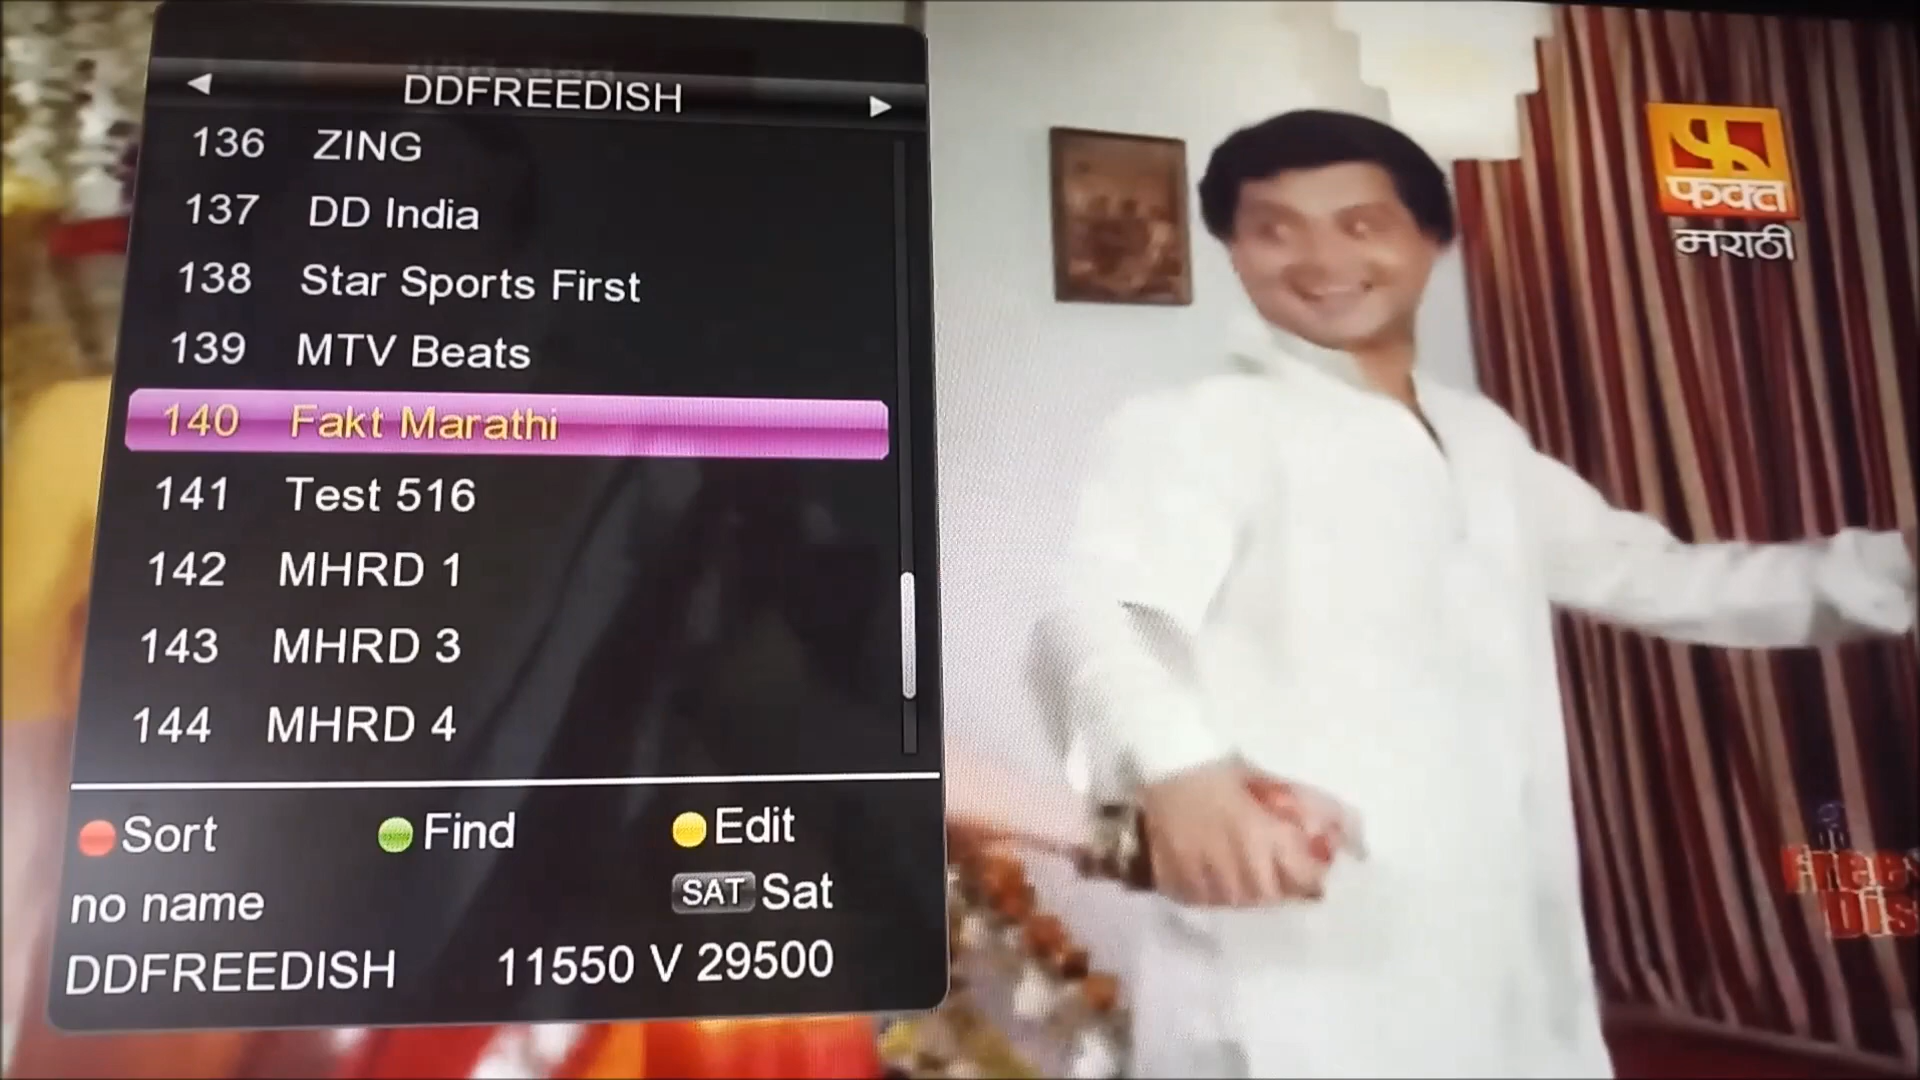 DDFREEDISH
136 ZING
137 DD India
138 Star Sports First
139 MTV Beats
140 Fakt Marathi
141 Test 516
142 MHRD 1
143 MHRD 3
144 MHRD 4
Sort Find Edit
no name SAT Sat
DDFREEDISH 11550 V 29500
फक्त
मराठी
Free
Dis